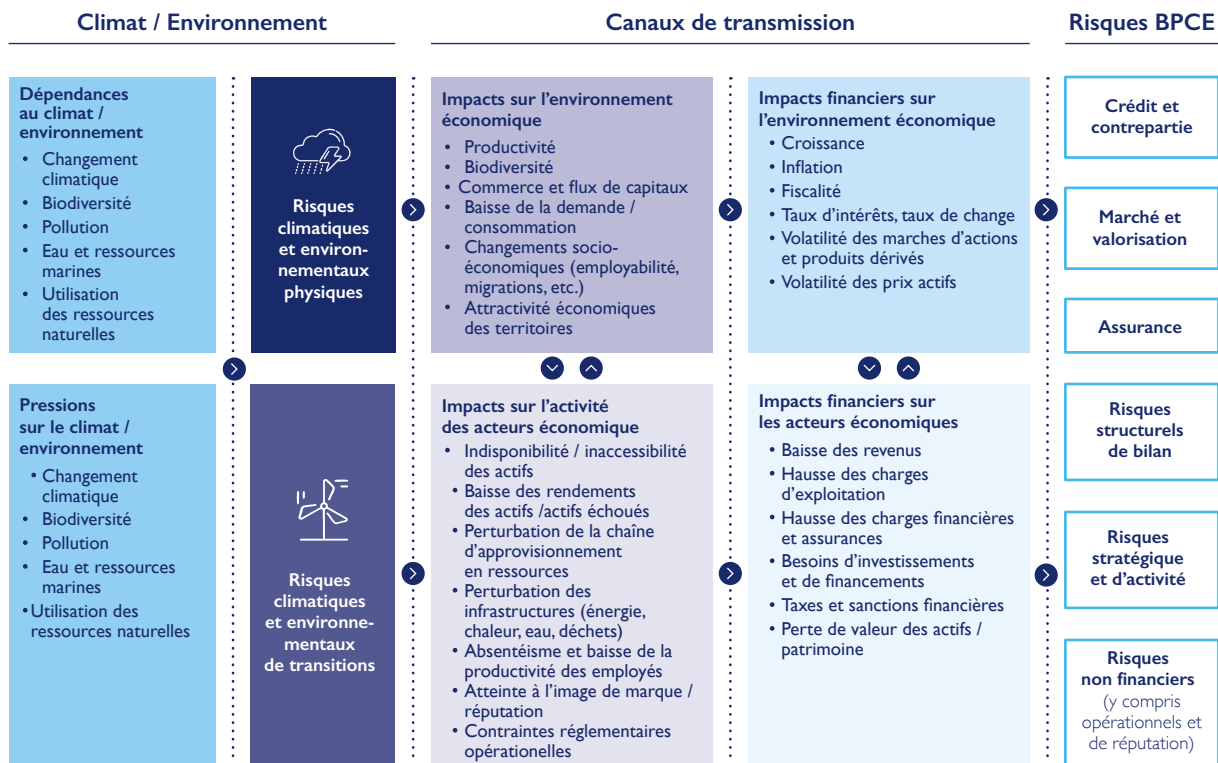 Climat / Environnement
Canaux de transmission
Risques BPCE
Dépendances
au climat /
environnement
• Changement
climatique
• Biodiversité
• Pollution
• Eau et ressources
marines
• Utilisation
des ressources
naturelles
Risques
climatiques
et environ-
nementaux
physiques
Impacts sur l'environnement
économique
• Productivité
• Biodiversité
• Commerce et flux de capitaux
• Baisse de la demande /
consommation
• Changements socio-
économiques (employabilité,
migrations, etc.)
• Attractivité économiques
des territoires
Impacts financiers sur
l'environnement économique
• Croissance
• Inflation
• Fiscalité
• Taux d'intérêts, taux de change
• Volatilité des marches d'actions
et produits dérivés
• Volatilité des prix actifs
Crédit et
contrepartie
Marché et
valorisation
Assurance
Pressions
sur le climat /
environnement
• Changement
climatique
• Biodiversité
• Pollution
• Eau et ressources
marines
• Utilisation des
ressources naturelles
Risques
climatiques
et environne-
mentaux
de transitions
Impacts sur l'activité
des acteurs économique
• Indisponibilité / inaccessibilité
des actifs
• Baisse des rendements
des actifs /actifs échoués
• Perturbation de la chaîne
d'approvisionnement
en ressources
• Perturbation des
infrastructures (énergie,
chaleur, eau, déchets)
• Absentéisme et baisse de la
productivité des employés
• Atteinte à l'image de marque /
réputation
• Contraintes réglementaires
opérationelles
Impacts financiers sur
les acteurs économiques
• Baisse des revenus
• Hausse des charges
d'exploitation
• Hausse des charges financières
et assurances
• Besoins d'investissements
et de financements
• Taxes et sanctions financières
• Perte de valeur des actifs /
patrimoine
Risques
structurels
de bilan
Risques
stratégique
et d'activité
Risques
non financiers
(y compris
opérationnels et
de réputation)